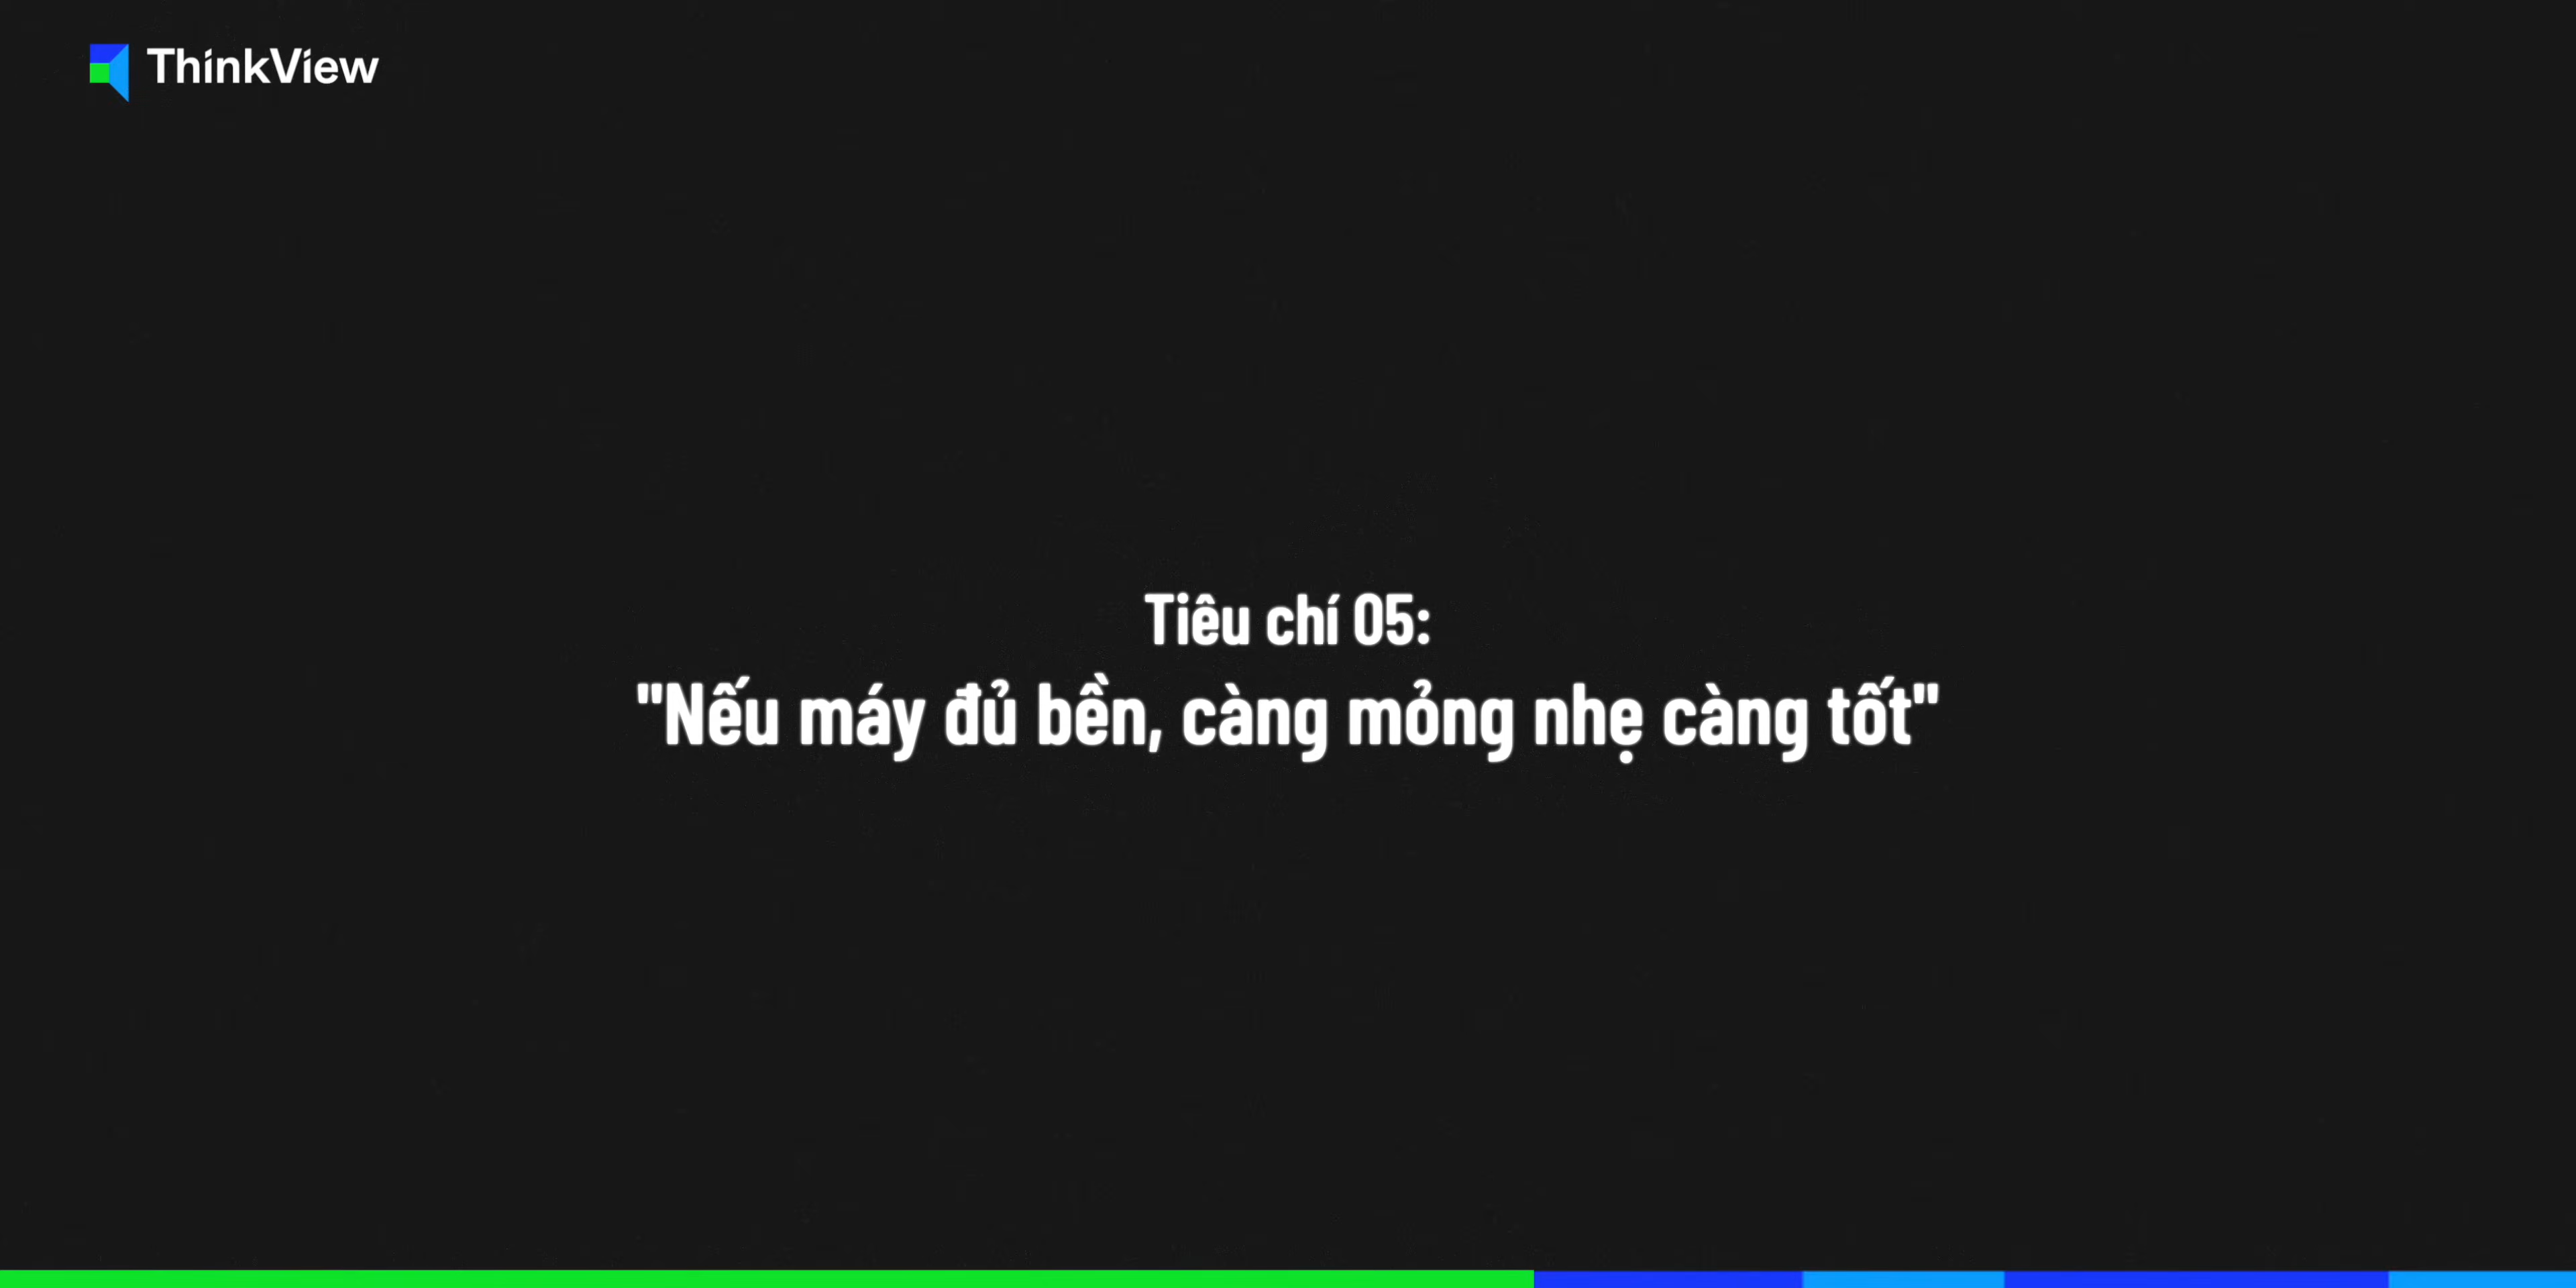 ThinkView
Tiêu chí 05:
"Nếu máy đủ bền, càng mỏng nhẹ càng tốt"